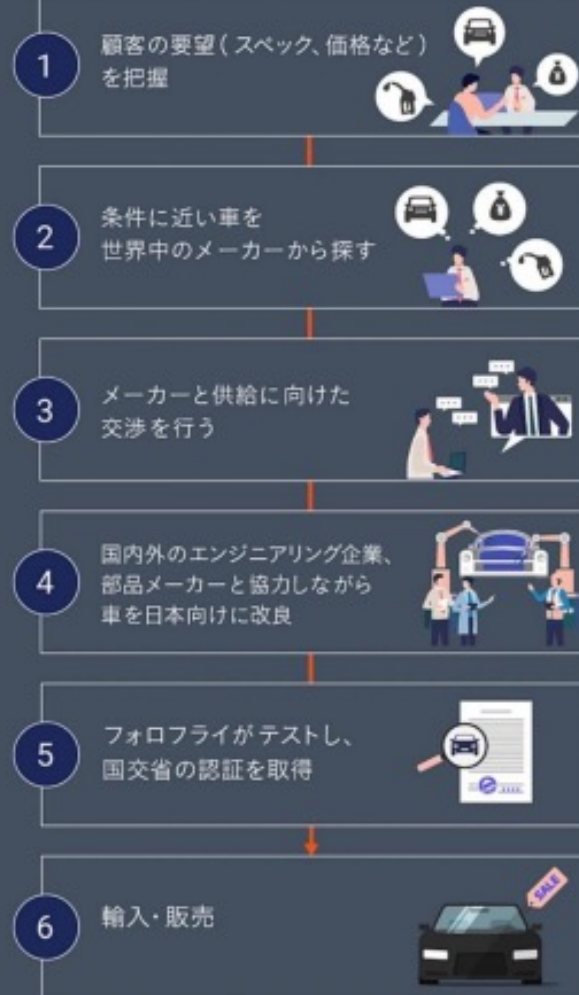 1
顧客の要望(スペック、価格など)
を把握
2
条件に近い車を
世界中のメーカーから探す
3
メーカーと供給に向けた
交渉を行う
4
国内外のエンジニアリング企業、
部品メーカーと協力しながら
車を日本向けに改良
5
フォロフライがテストし、
国交省の認証を取得
6
輸入・販売
SALE